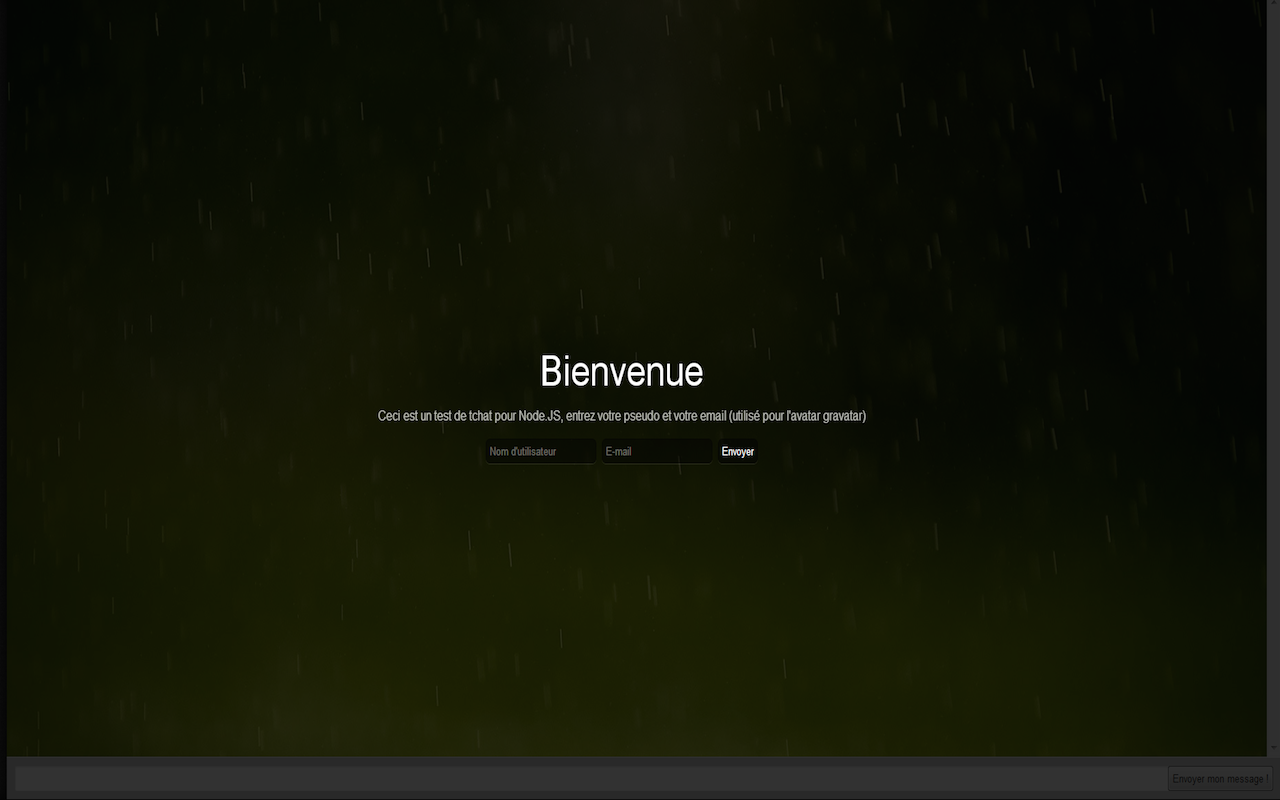 Bienvenue
Ceci est un test de tchat pour Node.JS, entrez votre pseudo et votre email (utilisé pour l'avatar gravatar)
Nom d'utilisateur E-mail Envoyer
Envoyer mon message !